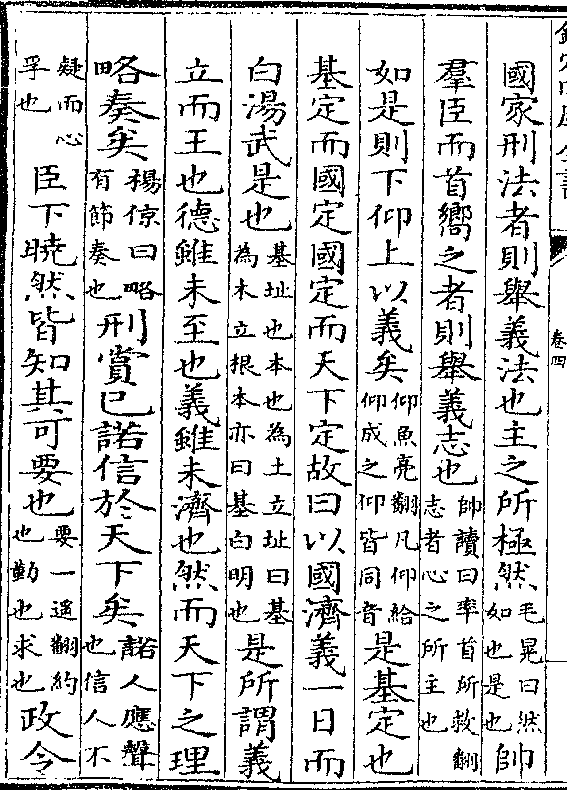 欽定四庫全書
卷四
國家刑法者則舉義法也主之所極然毛晃曰然如也是也帥
羣臣而首嚮之者則舉義志也帥讀曰率首所救翻志者心之所主也
如是則下仰上以義矣仰魚亮翻凡仰給仰成之仰皆同音是基定也
基定而國定國定而天下定故曰以國濟義一日而
白湯武是也基址也本也為土立址曰基為木立根本亦曰基白明也是所謂義
立而王也德雖未至也義雖未濟也然而天下之理
略奏矣楊倞曰略有節奏也刑賞已諾信於天下矣諾人應聲也信人不
疑而心孚也臣下曉然皆知其可要也要一遥翻約也勤也求也政令